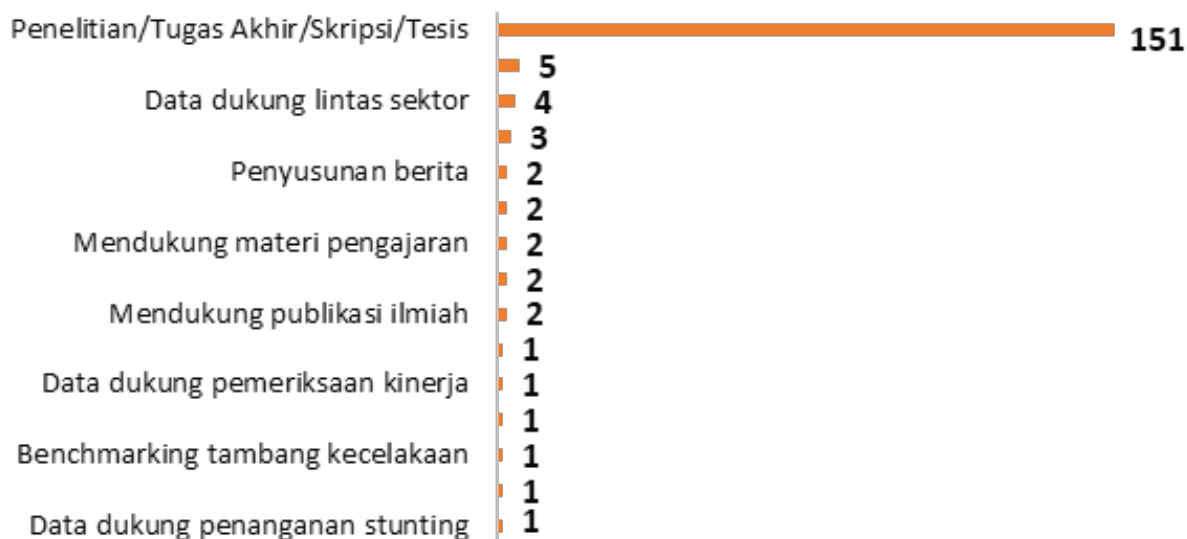 Penelitian/Tugas Akhir/Skripsi/Tesis 151
5
Data dukung lintas sektor 4
3
Penyusunan berita 2
2
Mendukung materi pengajaran 2
2
Mendukung publikasi ilmiah 2
1
Data dukung pemeriksaan kinerja 1
1
Benchmarking tambang kecelakaan 1
1
Data dukung penanganan stunting 1